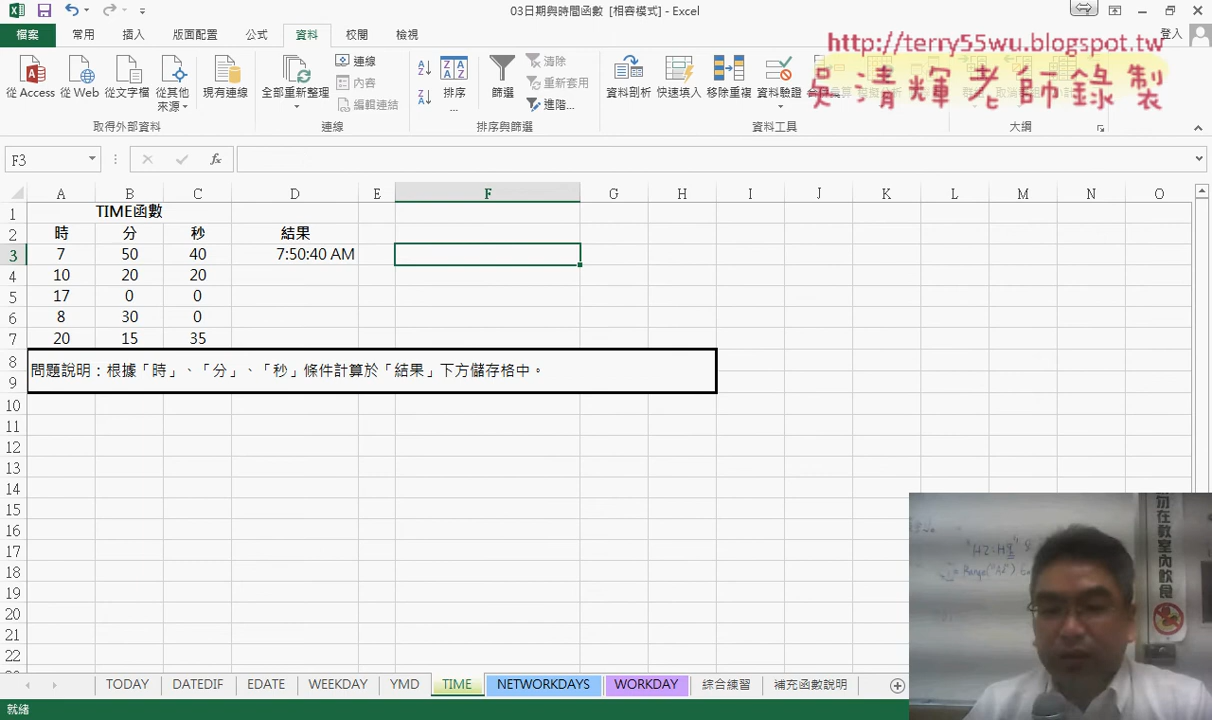 03日期與時間函數 [相容模式] - Excel
檔案 常用 插入 版面配置 公式 資料 校閱 檢視 登入
http://terry55wu.blogspot.tw
吳清輝老師錄製
從 Access 從 Web 從文字檔 從其他來源 現有連線 全部重新整理 連線 內容 編輯連結 排序... 篩選 清除 重新套用 進階... 資料剖析 快速填入 移除重複 資料驗證
取得外部資料 連線 排序與篩選 資料工具 大綱
F3 fx
A B C D E F G H I J K L M N O
1 TIME函數
2 時 分 秒 結果
3 7 50 40 7:50:40 AM
4 10 20 20
5 17 0 0
6 8 30 0
7 20 15 35
8 問題說明：根據「時」、「分」、「秒」條件計算於「結果」下方儲存格中。
9
10
11
12
13
14
15
16
17
18
19
20
21
22
勿在教室內飲食
TODAY DATEDIF EDATE WEEKDAY YMD TIME NETWORKDAYS WORKDAY 綜合練習 補充函數說明
就緒